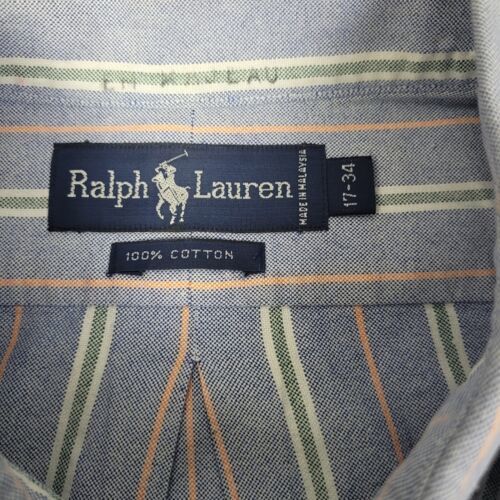 Ralph Lauren
MADE IN MALAYSIA
17-34
100% COTTON